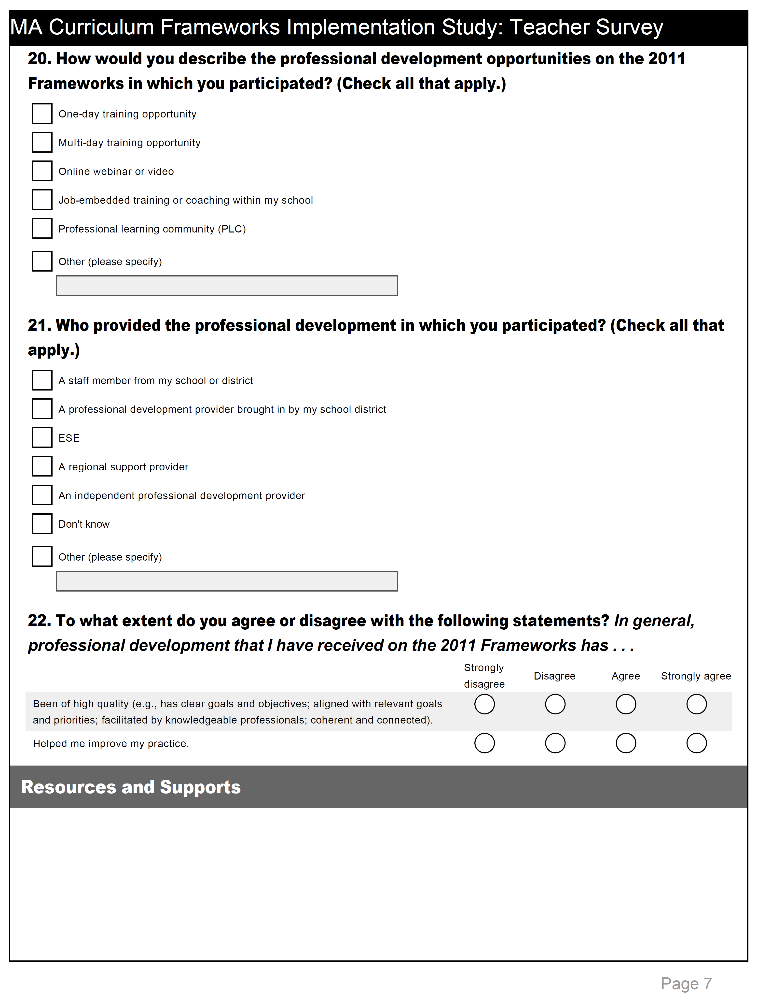 MA Curriculum Frameworks Implementation Study: Teacher Survey
20. How would you describe the professional development opportunities on the 2011
Frameworks in which you participated? (Check all that apply.)
One-day training opportunity
Multi-day training opportunity
Online webinar or video
Job-embedded training or coaching within my school
Professional learning community (PLC)
Other (please specify)
21. Who provided the professional development in which you participated? (Check all that
apply.)
A staff member from my school or district
A professional development provider brought in by my school district
ESE
A regional support provider
An independent professional development provider
Don't know
Other (please specify)
22. To what extent do you agree or disagree with the following statements? In general,
professional development that I have received on the 2011 Frameworks has . . .
Strongly
disagree
Disagree
Agree
Strongly agree
Been of high quality (e.g., has clear goals and objectives; aligned with relevant goals
and priorities; facilitated by knowledgeable professionals; coherent and connected).
Helped me improve my practice.
Resources and Supports
Page 7